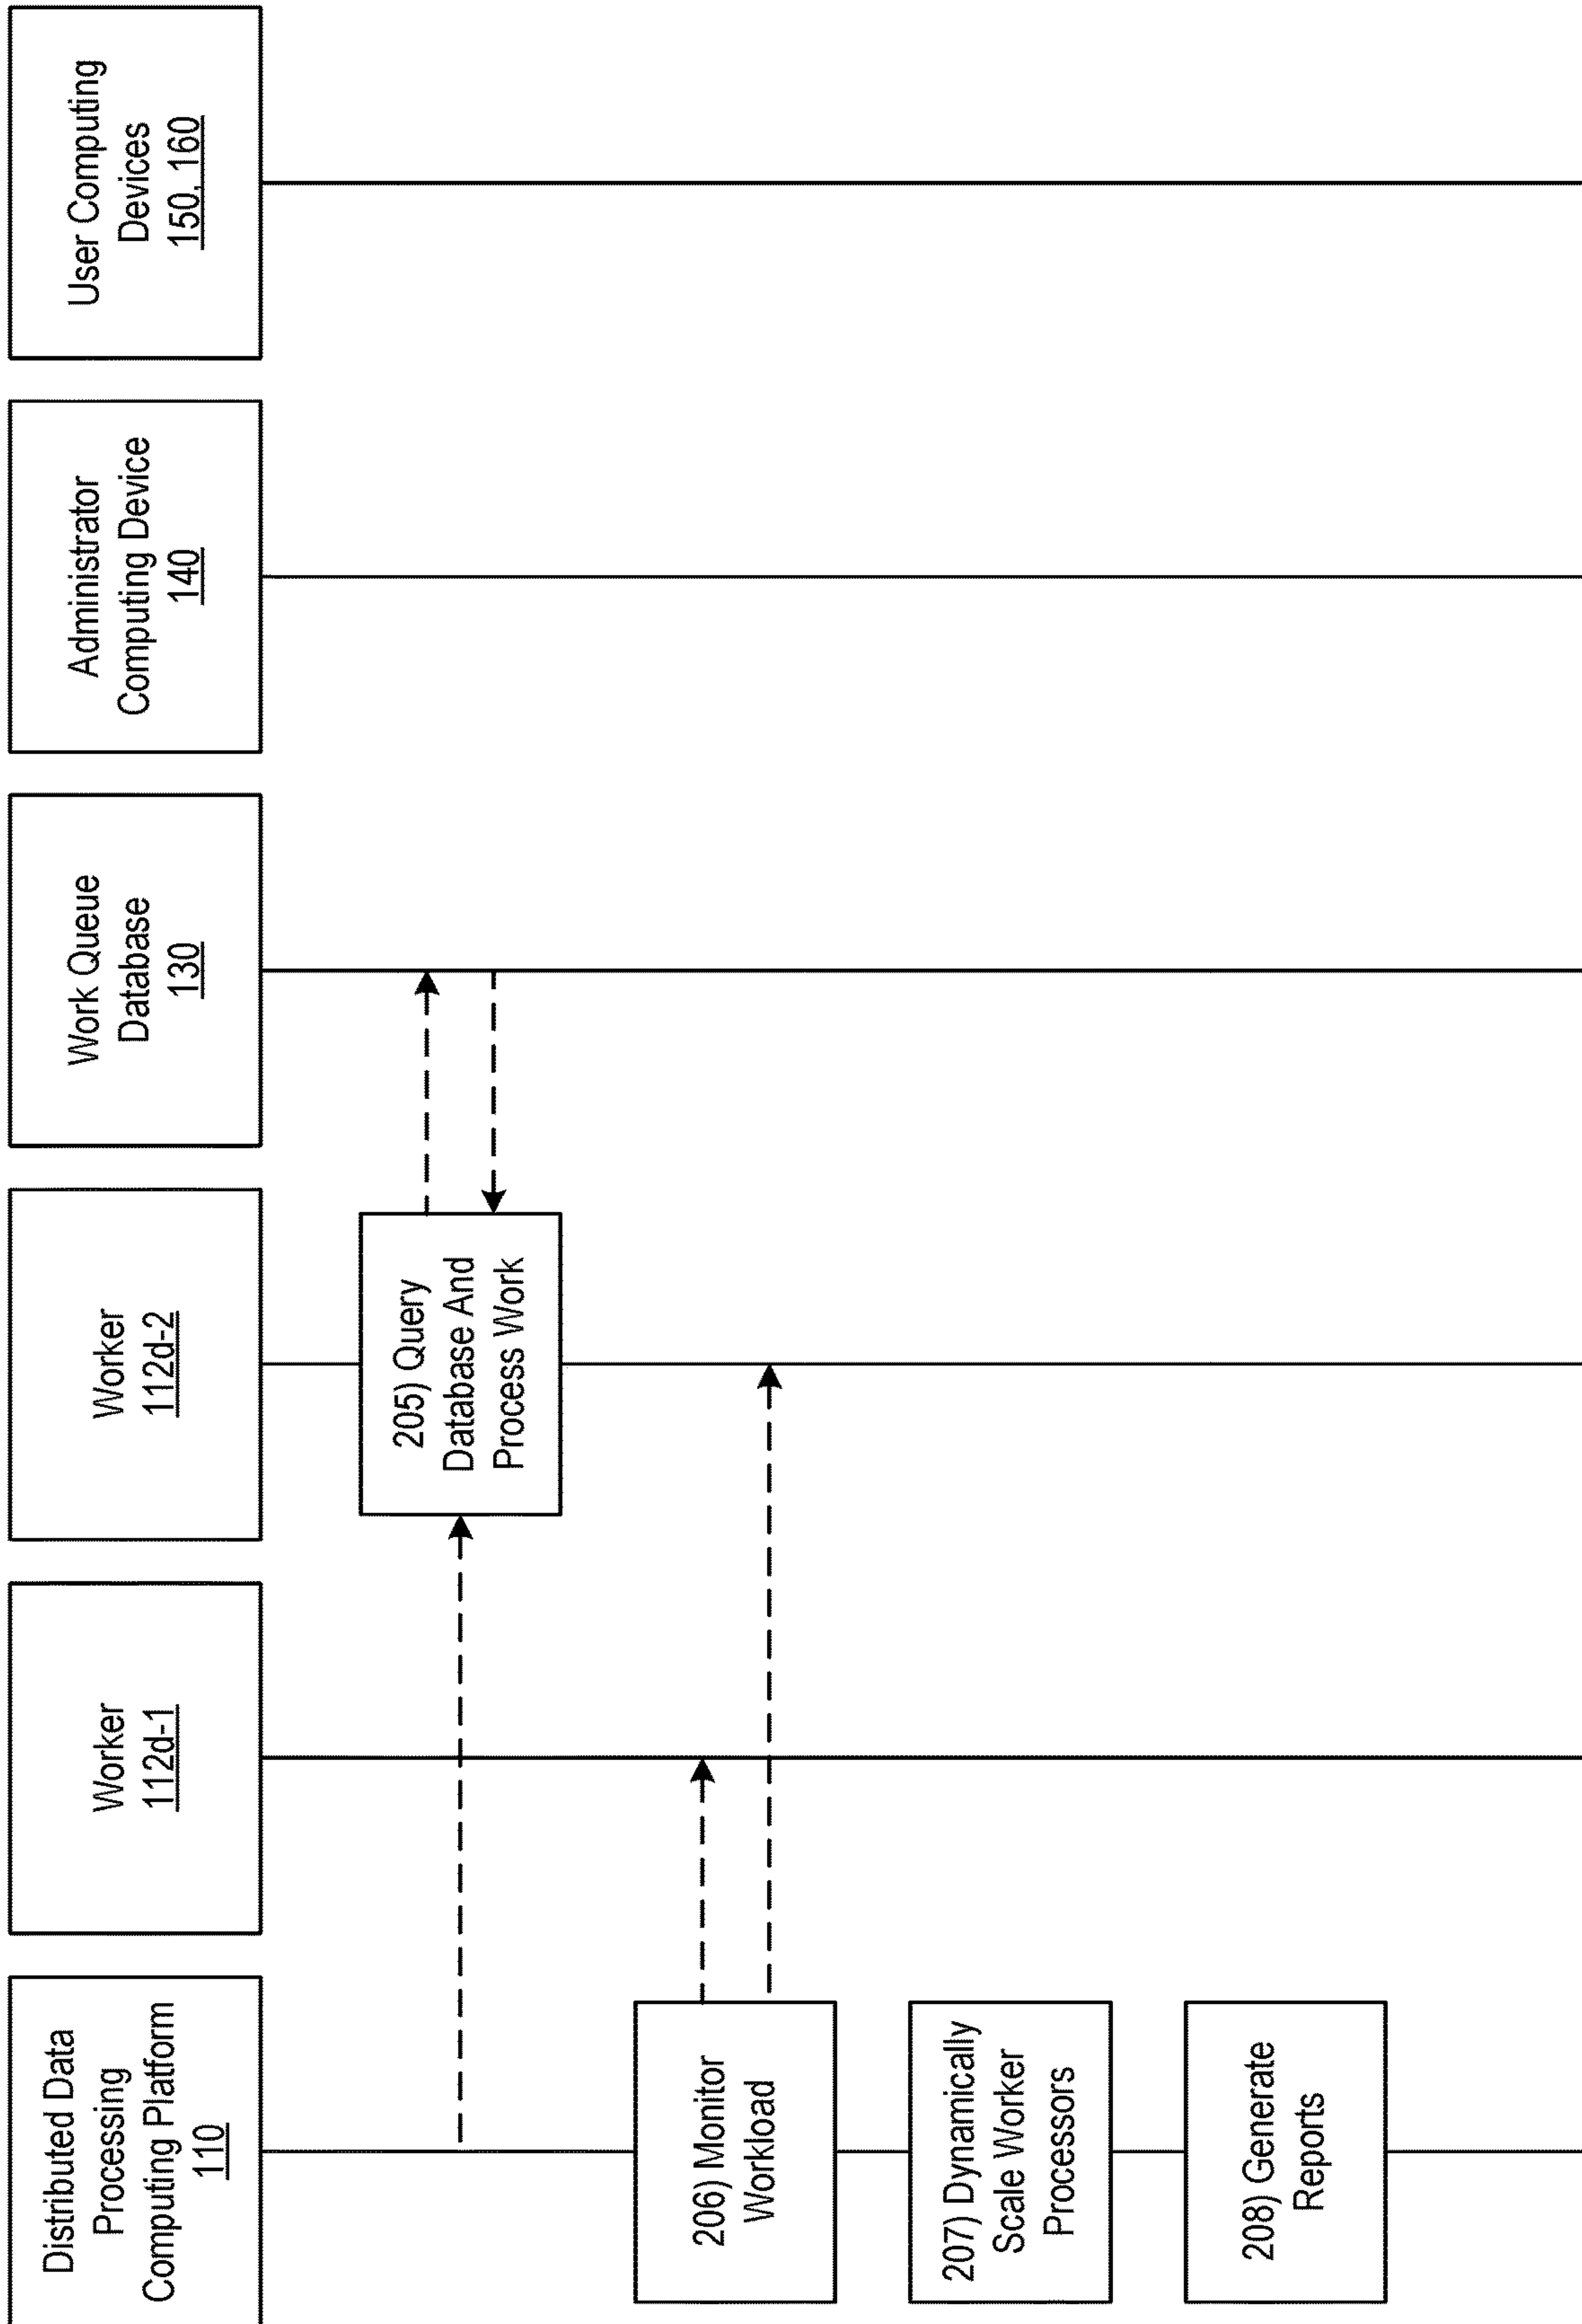 Distributed Data
Processing
Computing Platform
110
Worker
112d-1
Worker
112d-2
Work Queue
Database
130
Administrator
Computing Device
140
User Computing
Devices
150, 160
205) Query
Database And
Process Work
206) Monitor
Workload
207) Dynamically
Scale Worker
Processors
208) Generate
Reports